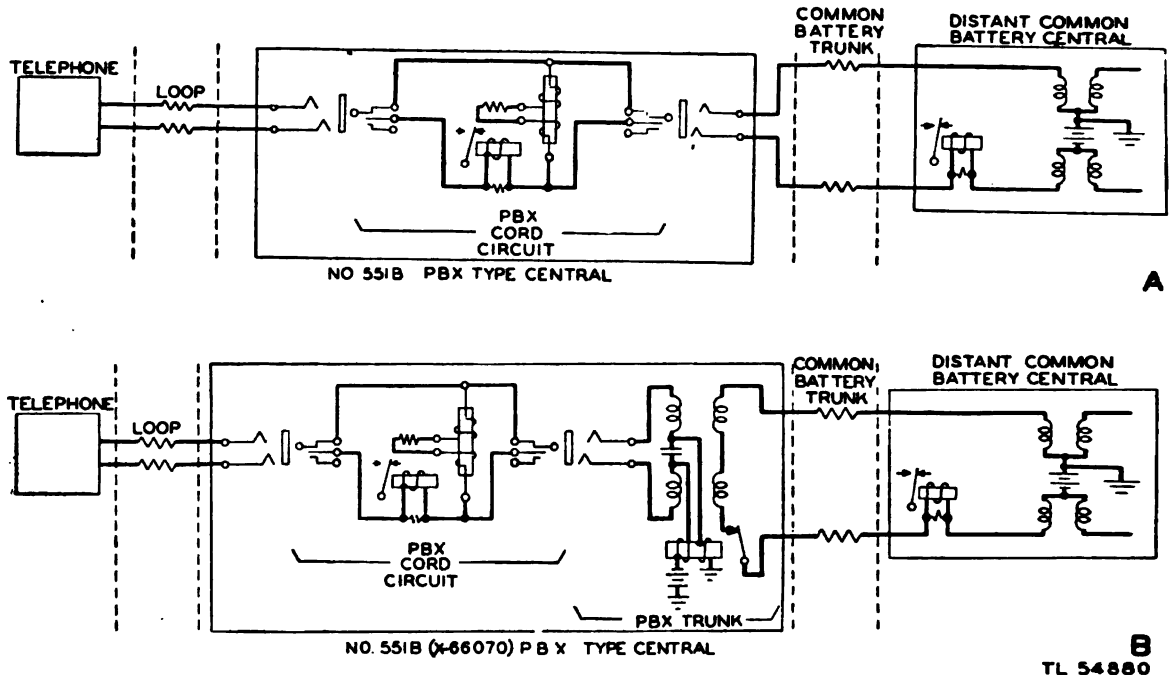 COMMON
BATTERY
TRUNK
DISTANT COMMON
BATTERY CENTRAL
TELEPHONE
LOOP
PBX
CORD
CIRCUIT
NO 551B PBX TYPE CENTRAL
A
COMMON
BATTERY
TRUNK
DISTANT COMMON
BATTERY CENTRAL
TELEPHONE
LOOP
PBX
CORD
CIRCUIT
PBX TRUNK
NO. 551B (X-66070) P B X TYPE CENTRAL
B
TL 54880